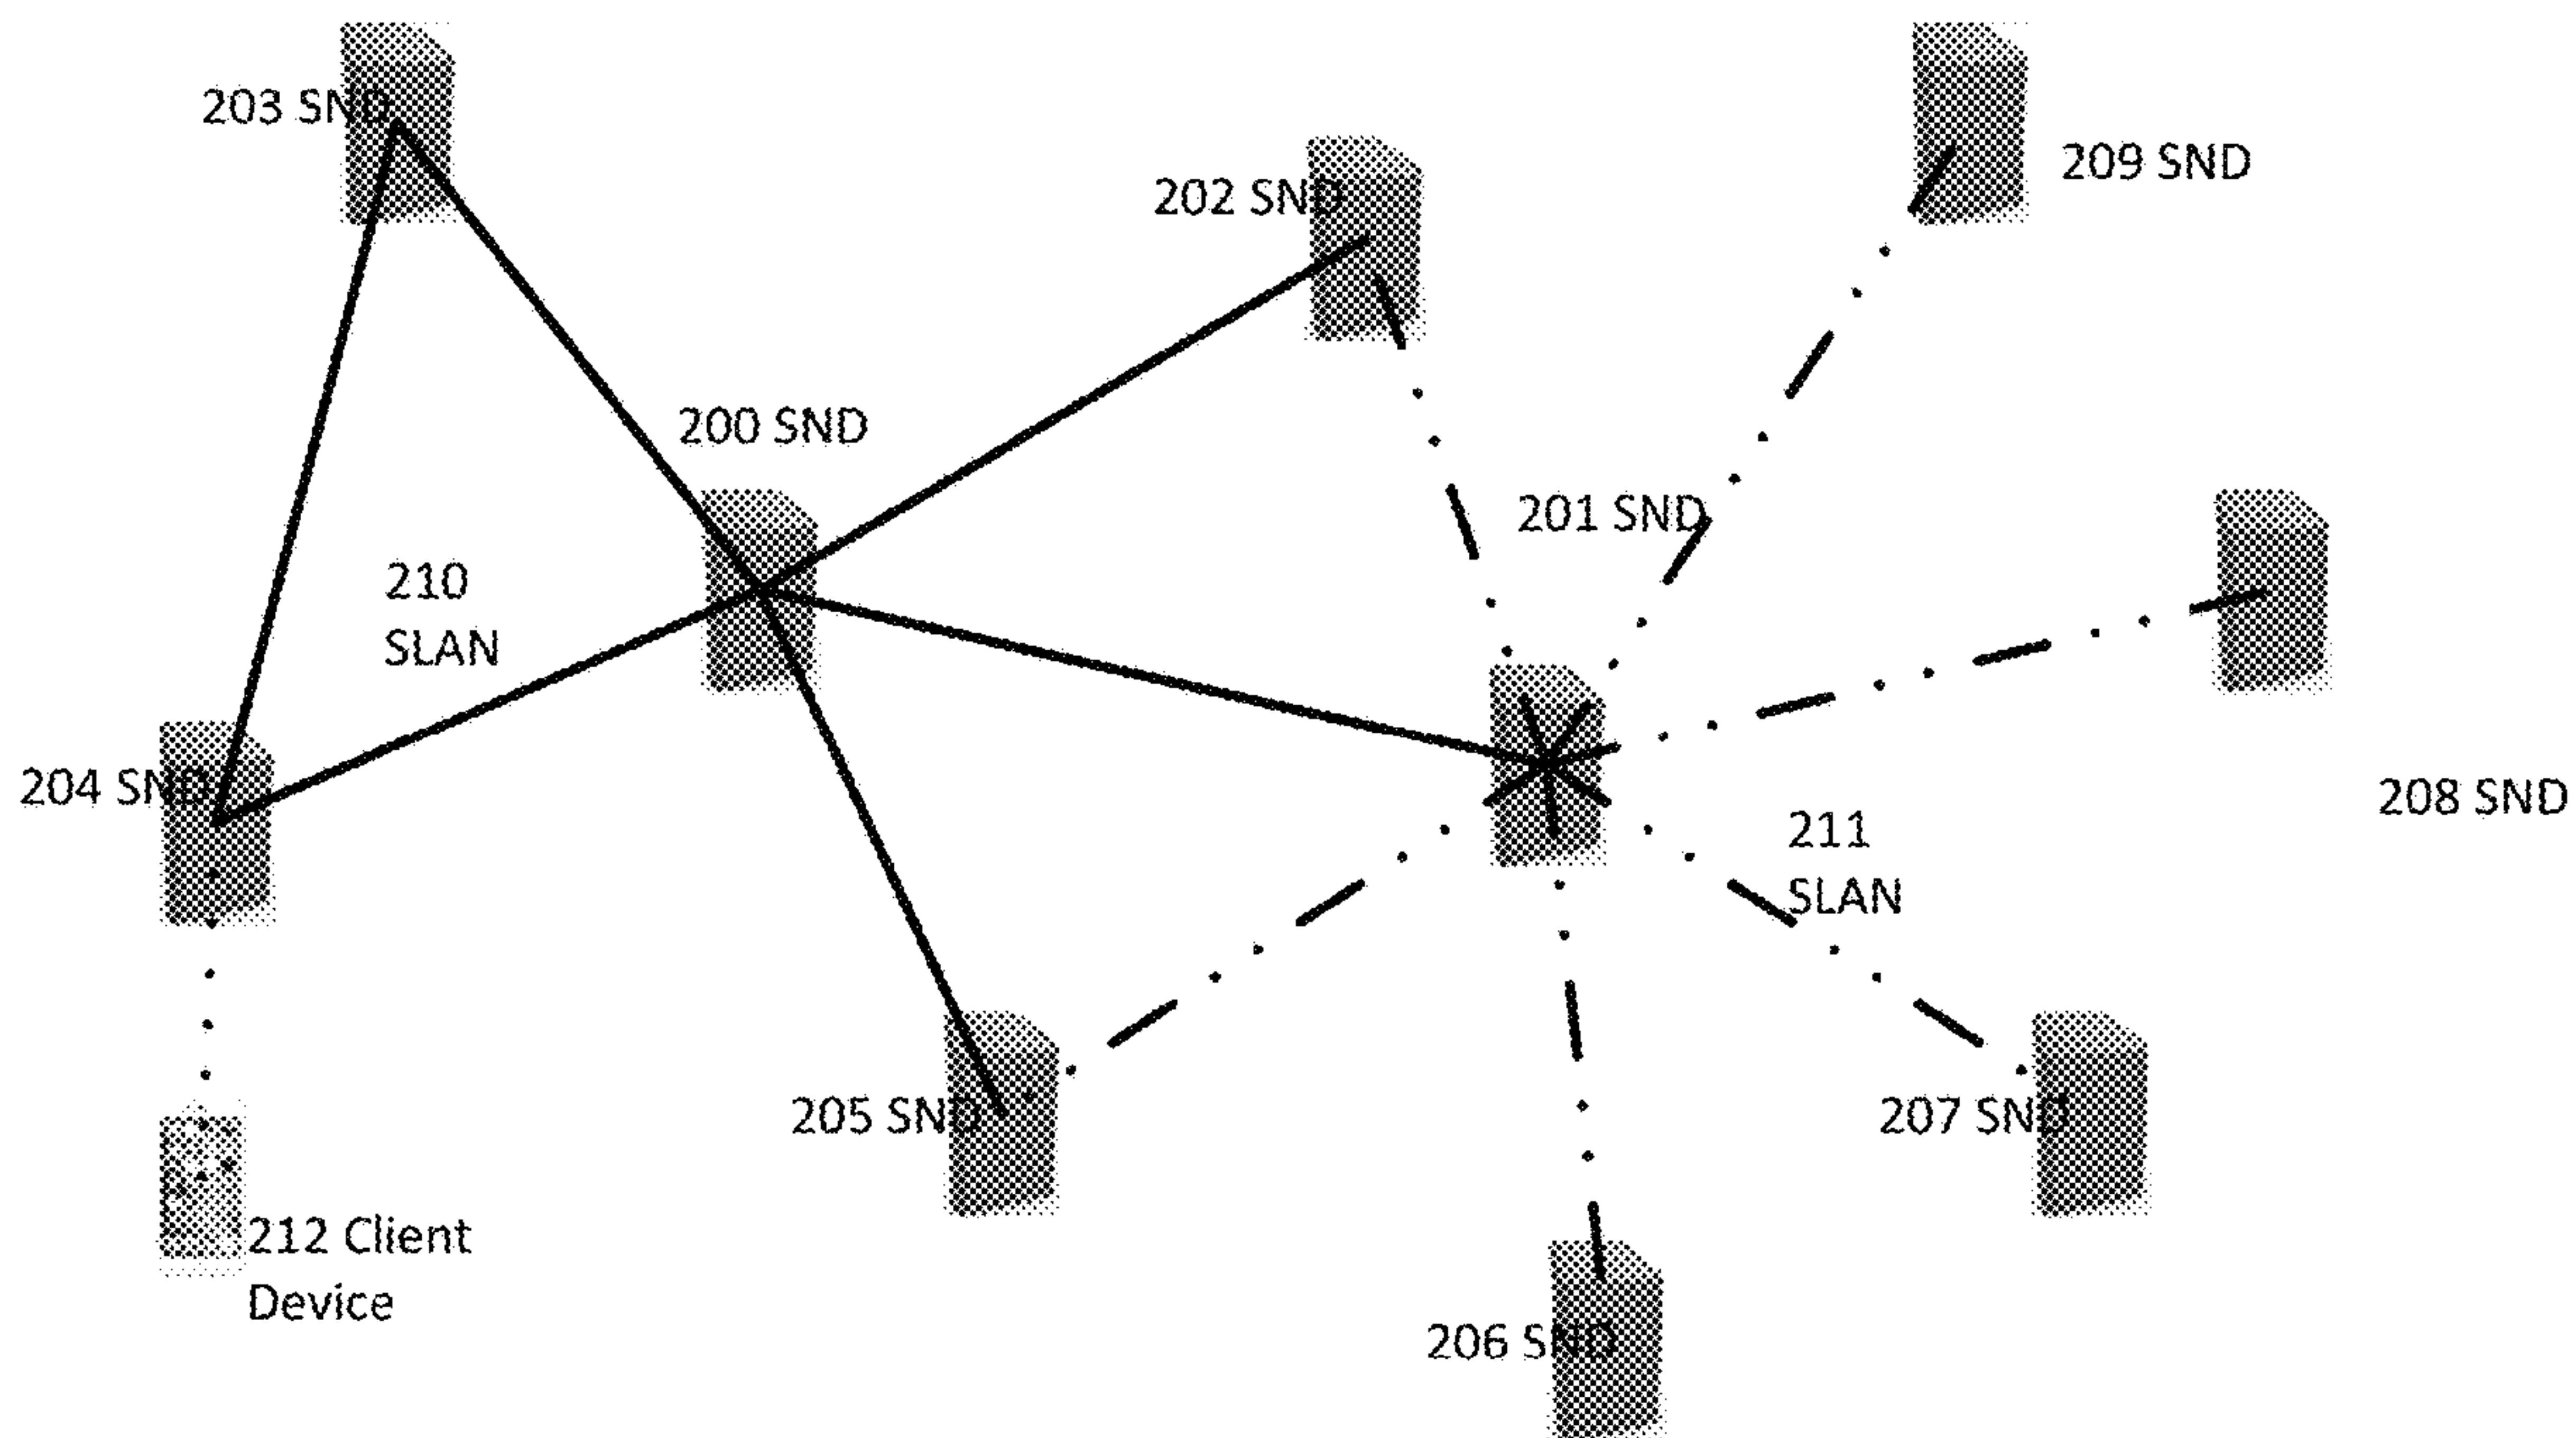 203 SND
209 SND
202 SND
200 SND
201 SND
210
SLAN
204 SND
208 SND
211
SLAN
205 SND
207 SND
212 Client
Device
206 SND